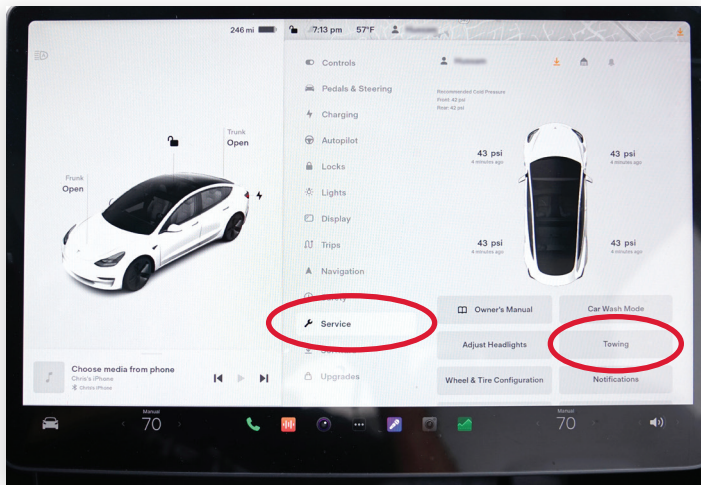 246 mi
7:13 pm 57°F
Controls
Pedals & Steering
Charging
Autopilot
Locks
Lights
Display
Trips
Navigation
Service
Upgrades
Trunk
Open
Frunk
Open
Choose media from phone
Chris's iPhone
Chris's iPhone
Recommended Cold Pressure
Front: 42 psi
Rear: 42 psi
43 psi
4 minutes ago
43 psi
4 minutes ago
43 psi
4 minutes ago
43 psi
4 minutes ago
Owner's Manual
Car Wash Mode
Adjust Headlights
Towing
Wheel & Tire Configuration
Notifications
Manual
70
Manual
70